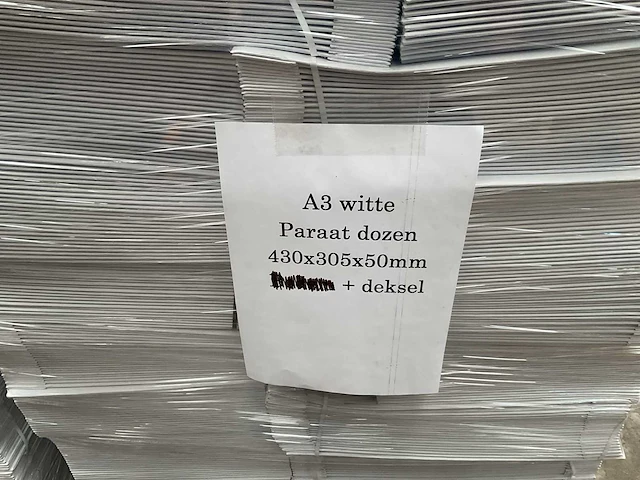 A3 witte
Paraat dozen
430x305x50mm
+ deksel